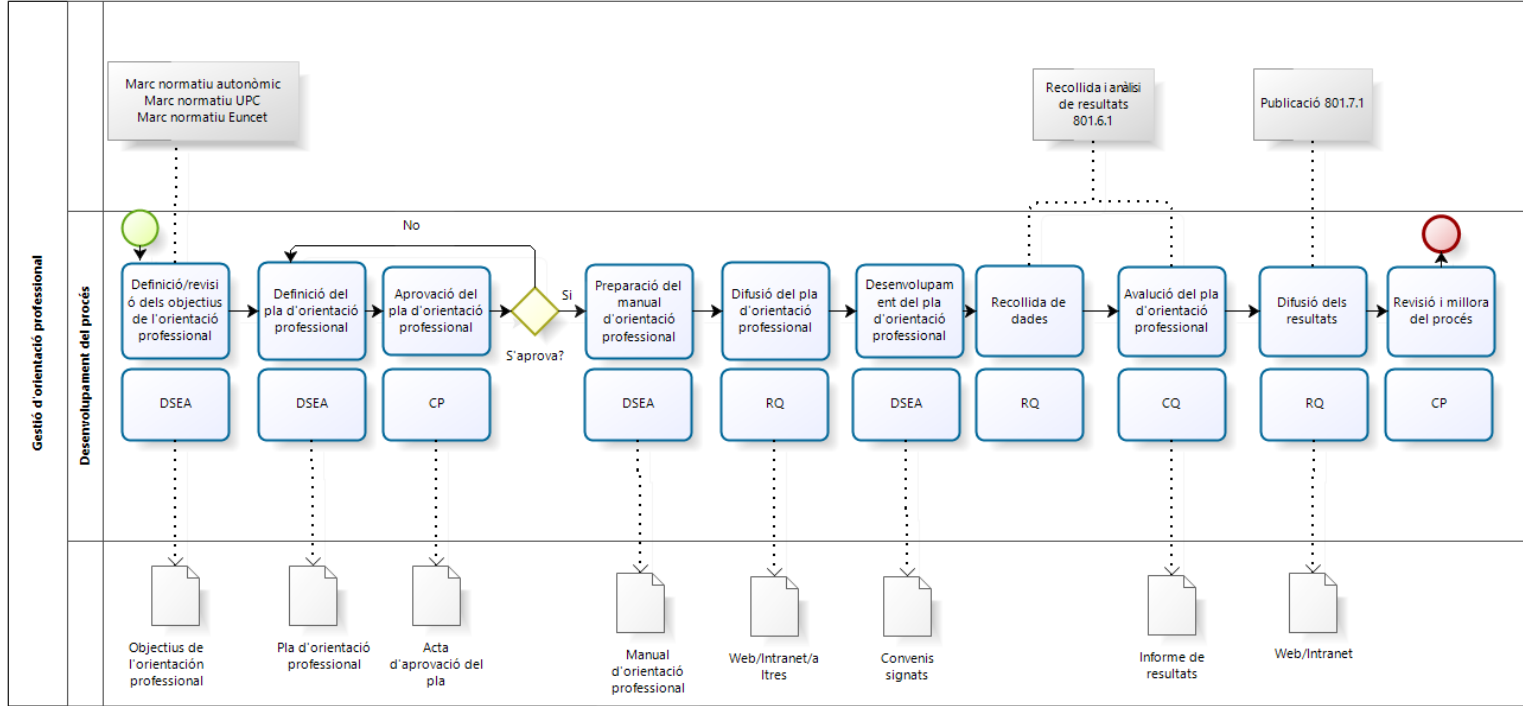 Gestió d'orientació professional
Desenvolupament del procés
Marc normatiu autonòmic
Marc normatiu UPC
Marc normatiu Euncet
Recollida i anàlisi
de resultats
801.6.1
Publicació 801.7.1
No
Definició/revisi
ó dels objectius
de l'orientació
professional
Definició del
pla d'orientació
professional
Aprovació del
pla d'orientació
professional
Si
S'aprova?
Preparació del
manual
d'orientació
professional
Difusió del pla
d'orientació
professional
Desenvolupam
ent del pla
d'orientació
professional
Recollida de
dades
Avalució del pla
d'orientació
professional
Difusió dels
resultats
Revisió i millora
del procés
DSEA
DSEA
CP
DSEA
RQ
DSEA
RQ
CQ
RQ
CP
Objectius de
l'orientación
professional
Pla d'orientació
professional
Acta
d'aprovació del
pla
Manual
d'orientació
professional
Web/Intranet/a
ltres
Convenis
signats
Informe de
resultats
Web/Intranet